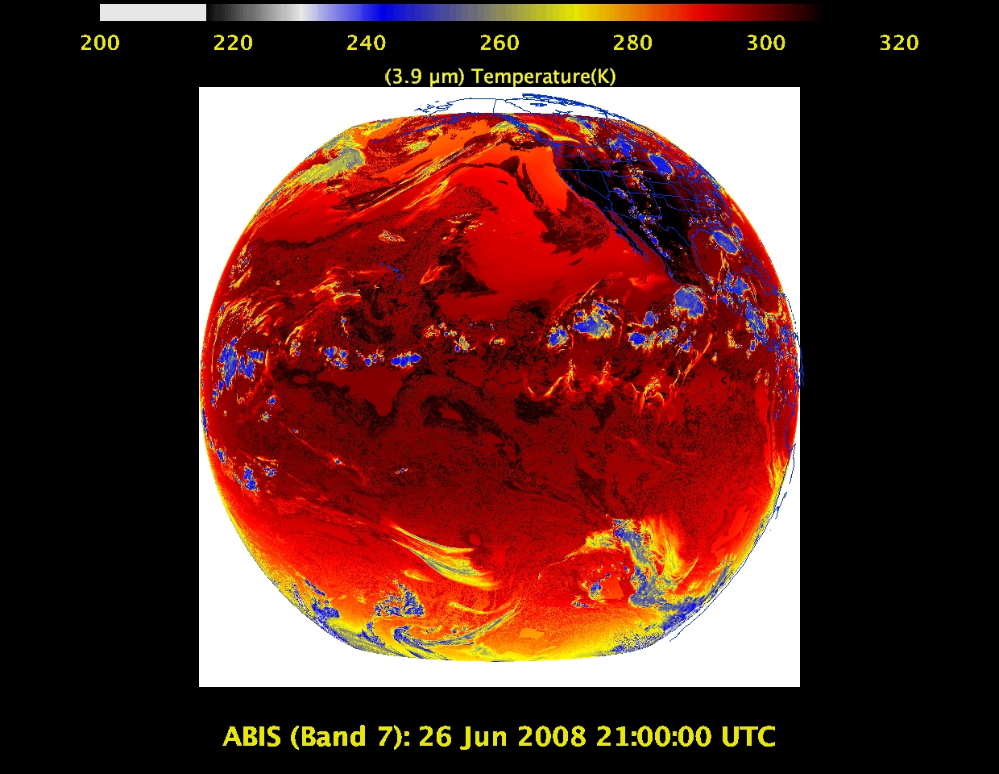 200 220 240 260 280 300 320
(3.9 µm) Temperature(K)
ABIS (Band 7): 26 Jun 2008 21:00:00 UTC